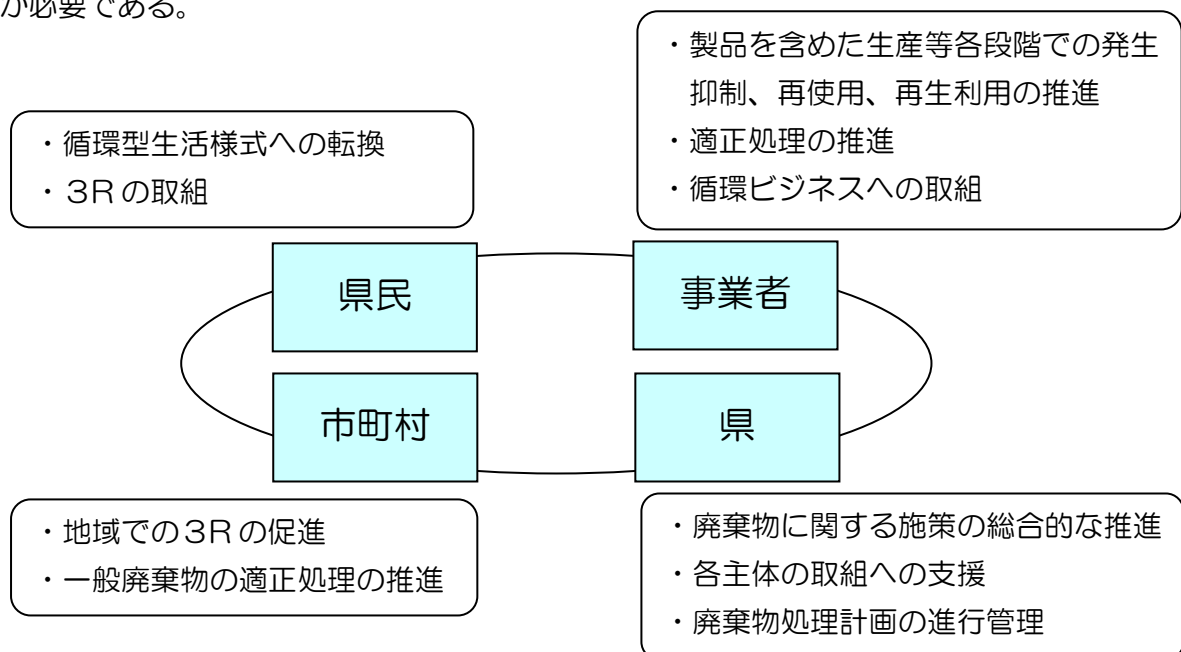 が必要である。
・製品を含めた生産等各段階での発生
抑制、再使用、再生利用の推進
・適正処理の推進
・循環ビジネスへの取組
・循環型生活様式への転換
・３Ｒの取組
県民
事業者
市町村
県
・地域での３Ｒの促進
・一般廃棄物の適正処理の推進
・廃棄物に関する施策の総合的な推進
・各主体の取組への支援
・廃棄物処理計画の進行管理